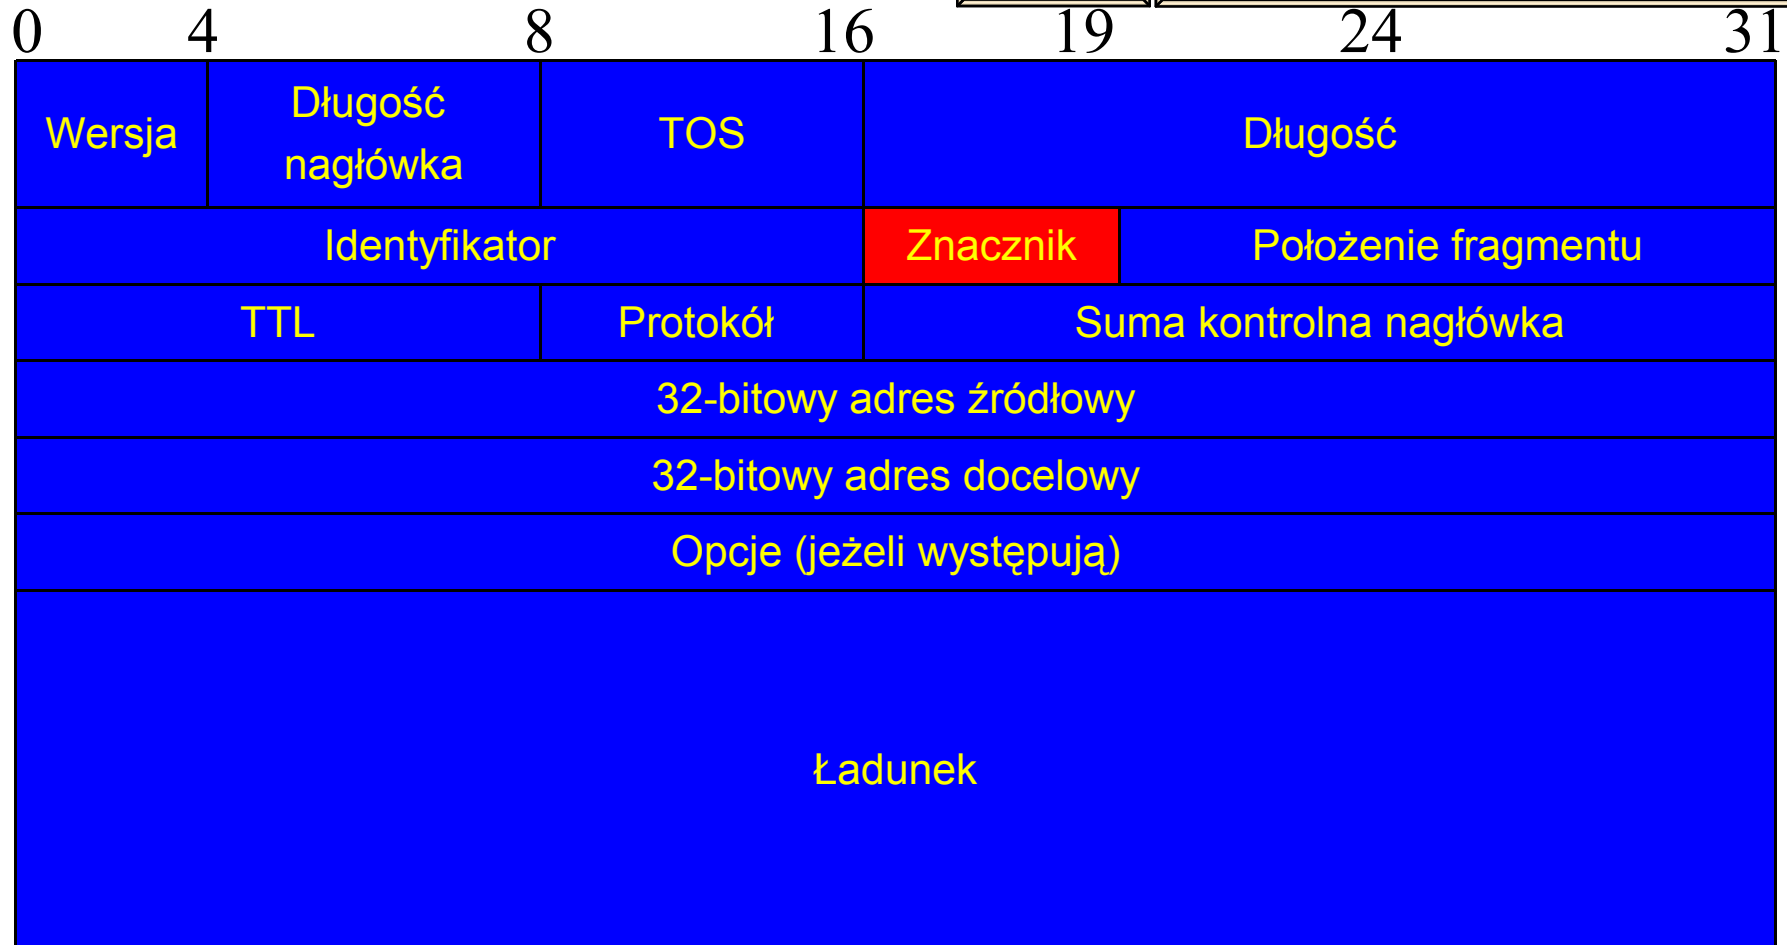 0 4 8 16 19 24 31
Wersja Długość nagłówka TOS Długość
Identyfikator Znacznik Położenie fragmentu
TTL Protokół Suma kontrolna nagłówka
32-bitowy adres źródłowy
32-bitowy adres docelowy
Opcje (jeżeli występują)
Ładunek